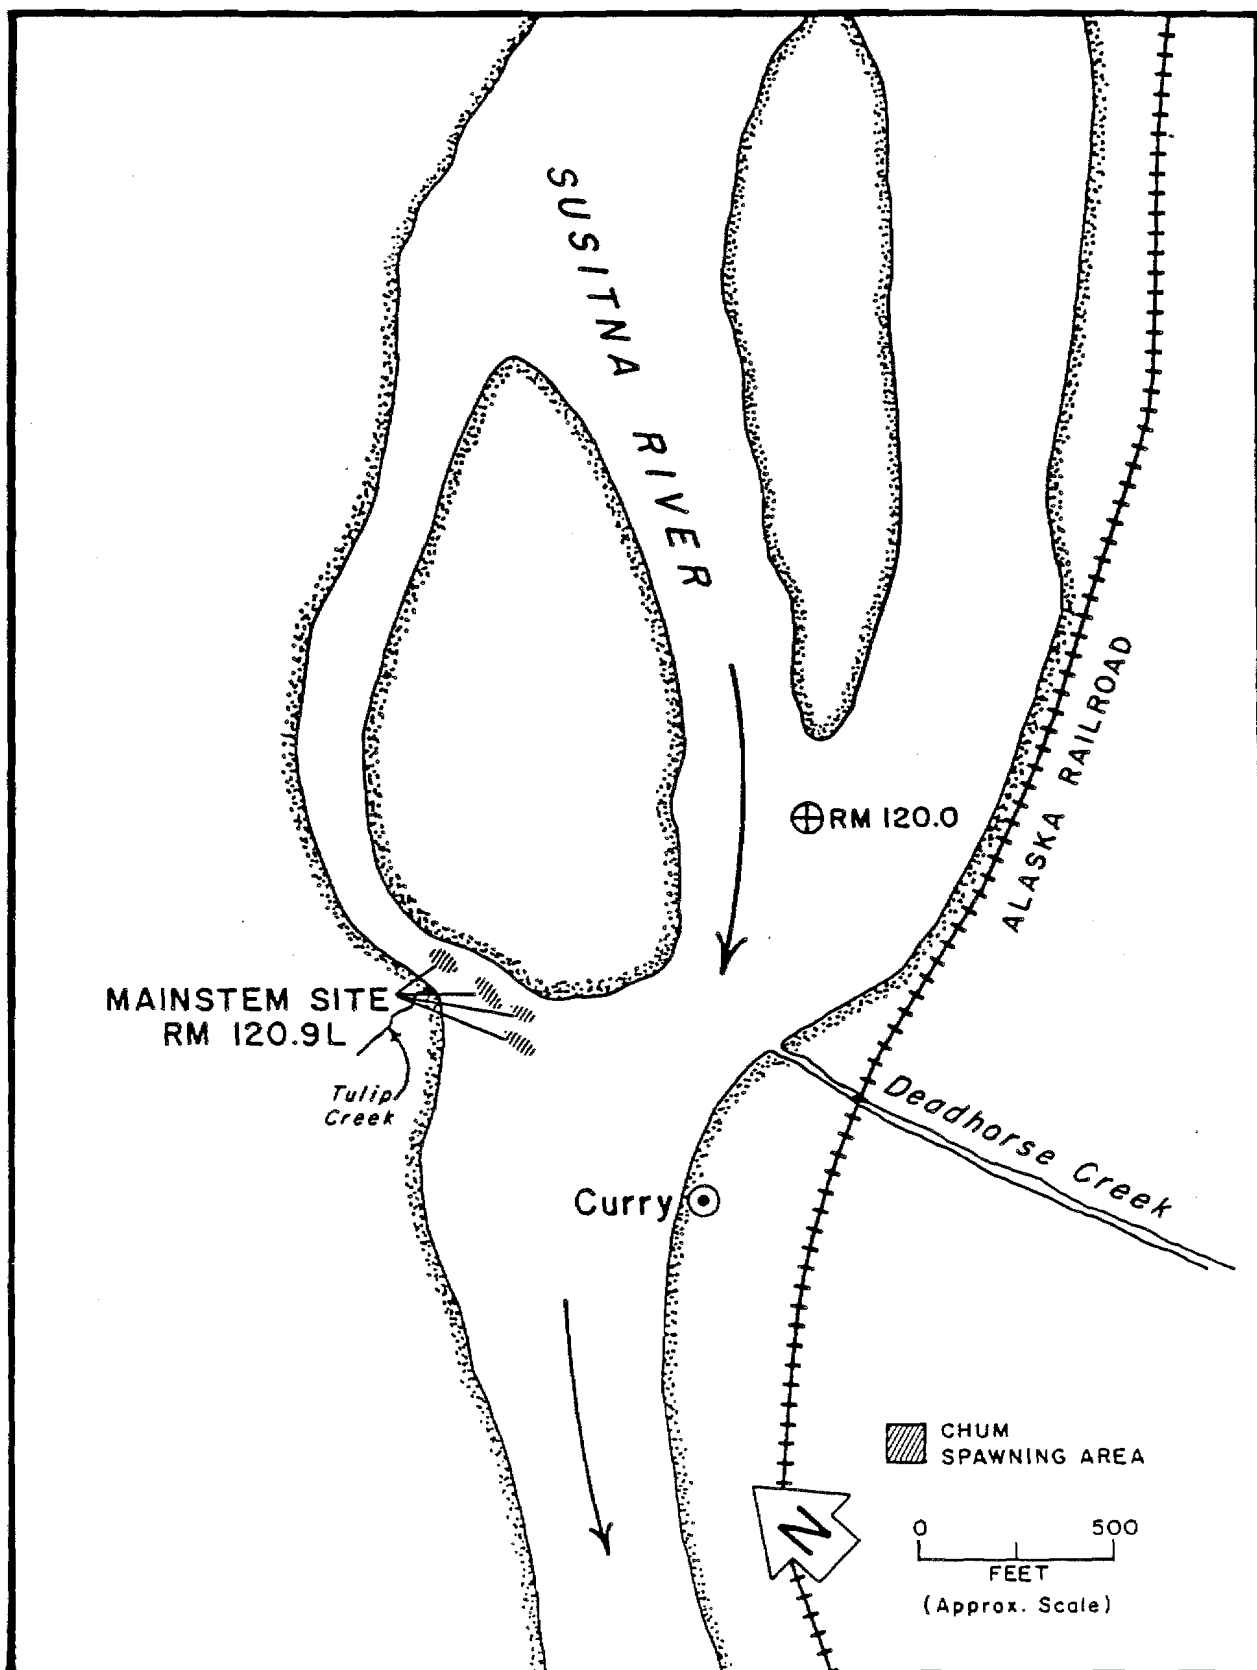 SUSITNA RIVER
RM 120.0
ALASKA RAILROAD
MAINSTEM SITE
RM 120.9L
Tulip
Creek
Deadhorse Creek
Curry
CHUM
SPAWNING AREA
N
0 500
FEET
(Approx. Scale)